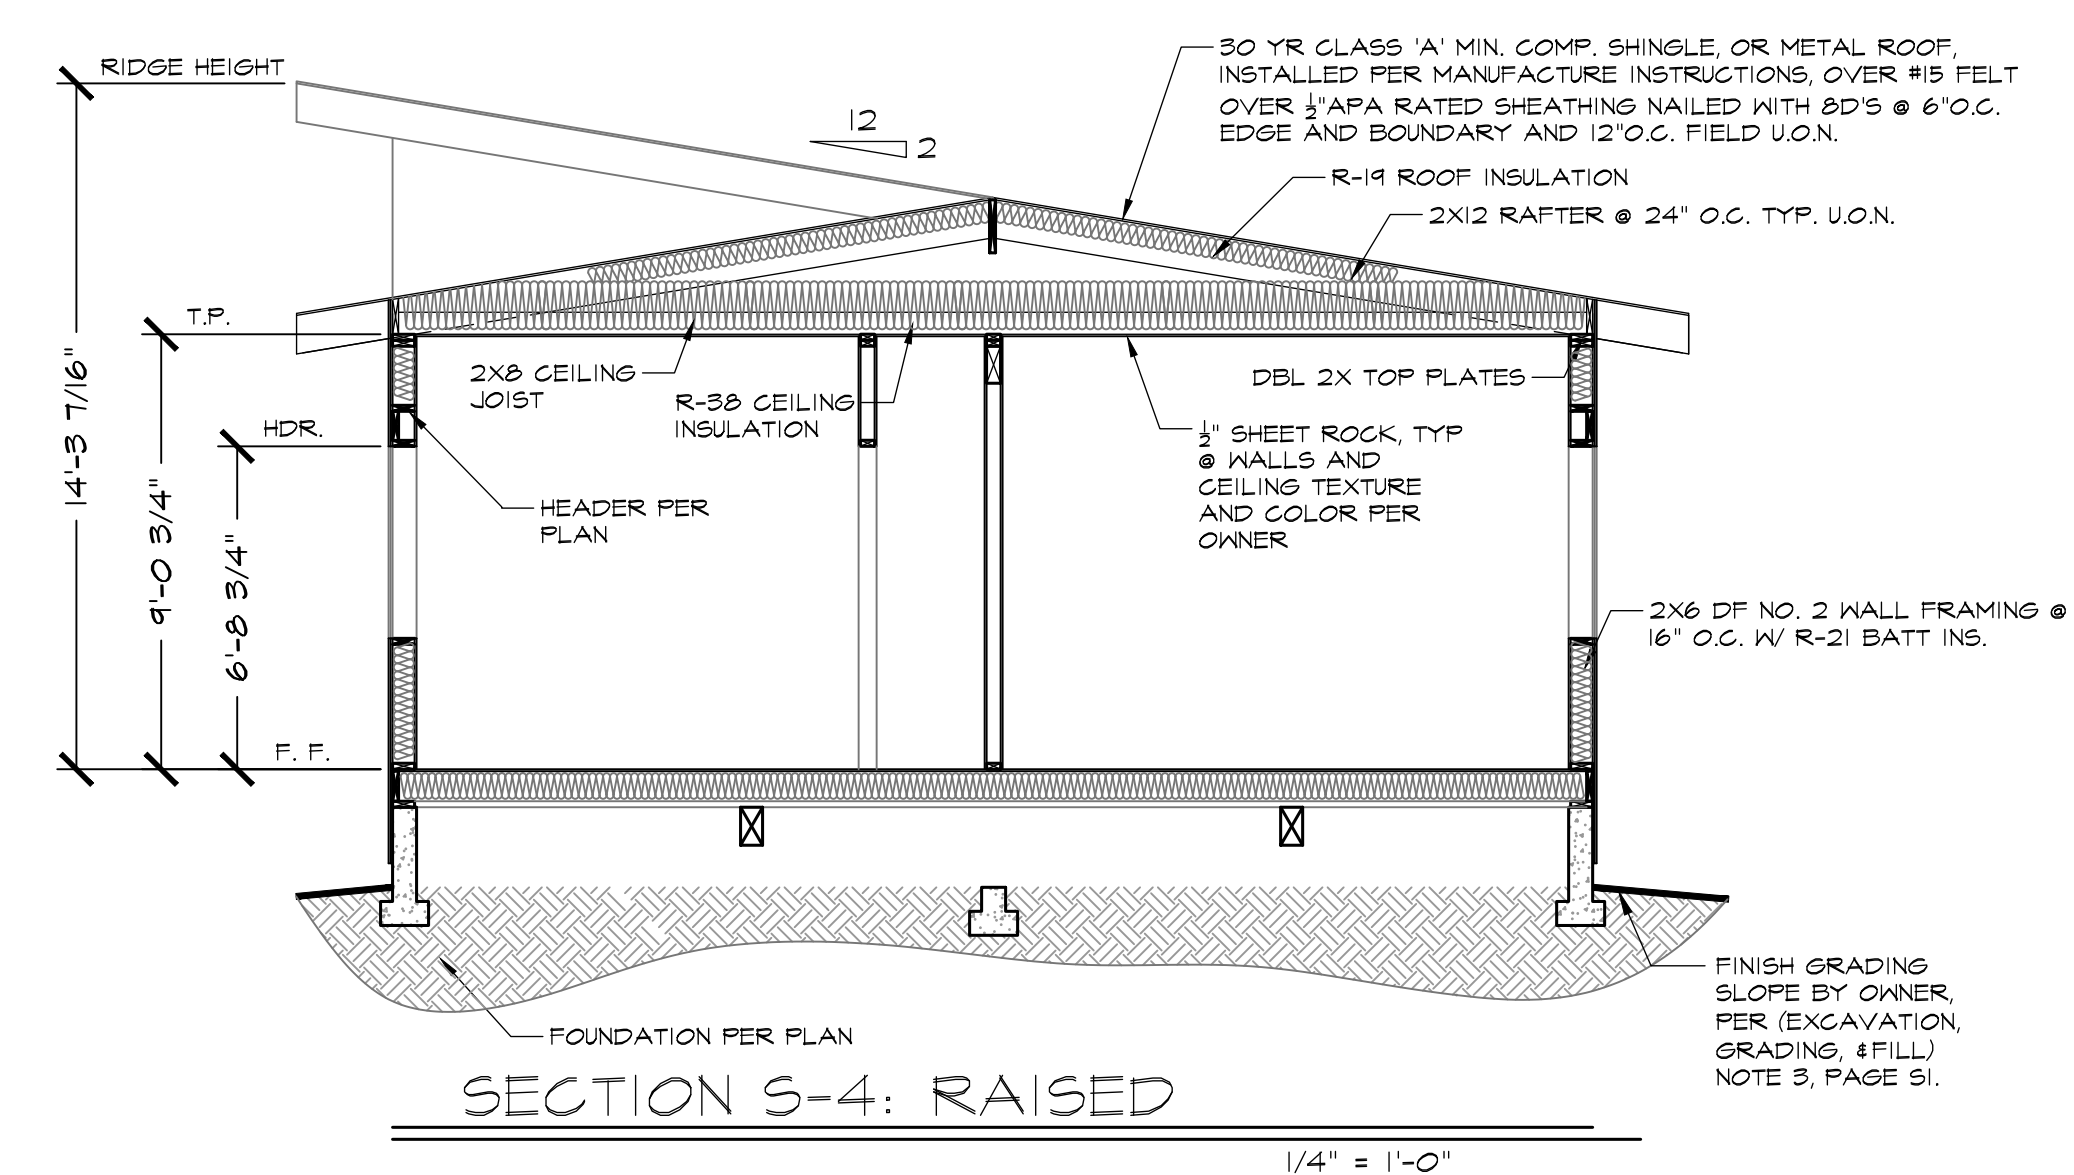 RIDGE HEIGHT
30 YR CLASS 'A' MIN. COMP. SHINGLE, OR METAL ROOF,
INSTALLED PER MANUFACTURE INSTRUCTIONS, OVER #15 FELT
OVER ½"APA RATED SHEATHING NAILED WITH 8D'S @ 6"O.C.
EDGE AND BOUNDARY AND 12"O.C. FIELD U.O.N.
12
2
R-19 ROOF INSULATION
2X12 RAFTER @ 24" O.C. TYP. U.O.N.
T.P.
2X8 CEILING
JOIST
R-38 CEILING
INSULATION
DBL 2X TOP PLATES
½" SHEET ROCK, TYP
@ WALLS AND
CEILING TEXTURE
AND COLOR PER
OWNER
HDR.
HEADER PER
PLAN
14'-3 7/16"
9'-0 3/4"
6'-8 3/4"
2X6 DF NO. 2 WALL FRAMING @
16" O.C. W/ R-21 BATT INS.
F. F.
FINISH GRADING
SLOPE BY OWNER,
PER (EXCAVATION,
GRADING, &FILL)
NOTE 3, PAGE S1.
FOUNDATION PER PLAN
SECTION S-4: RAISED
1/4" = 1'-0"